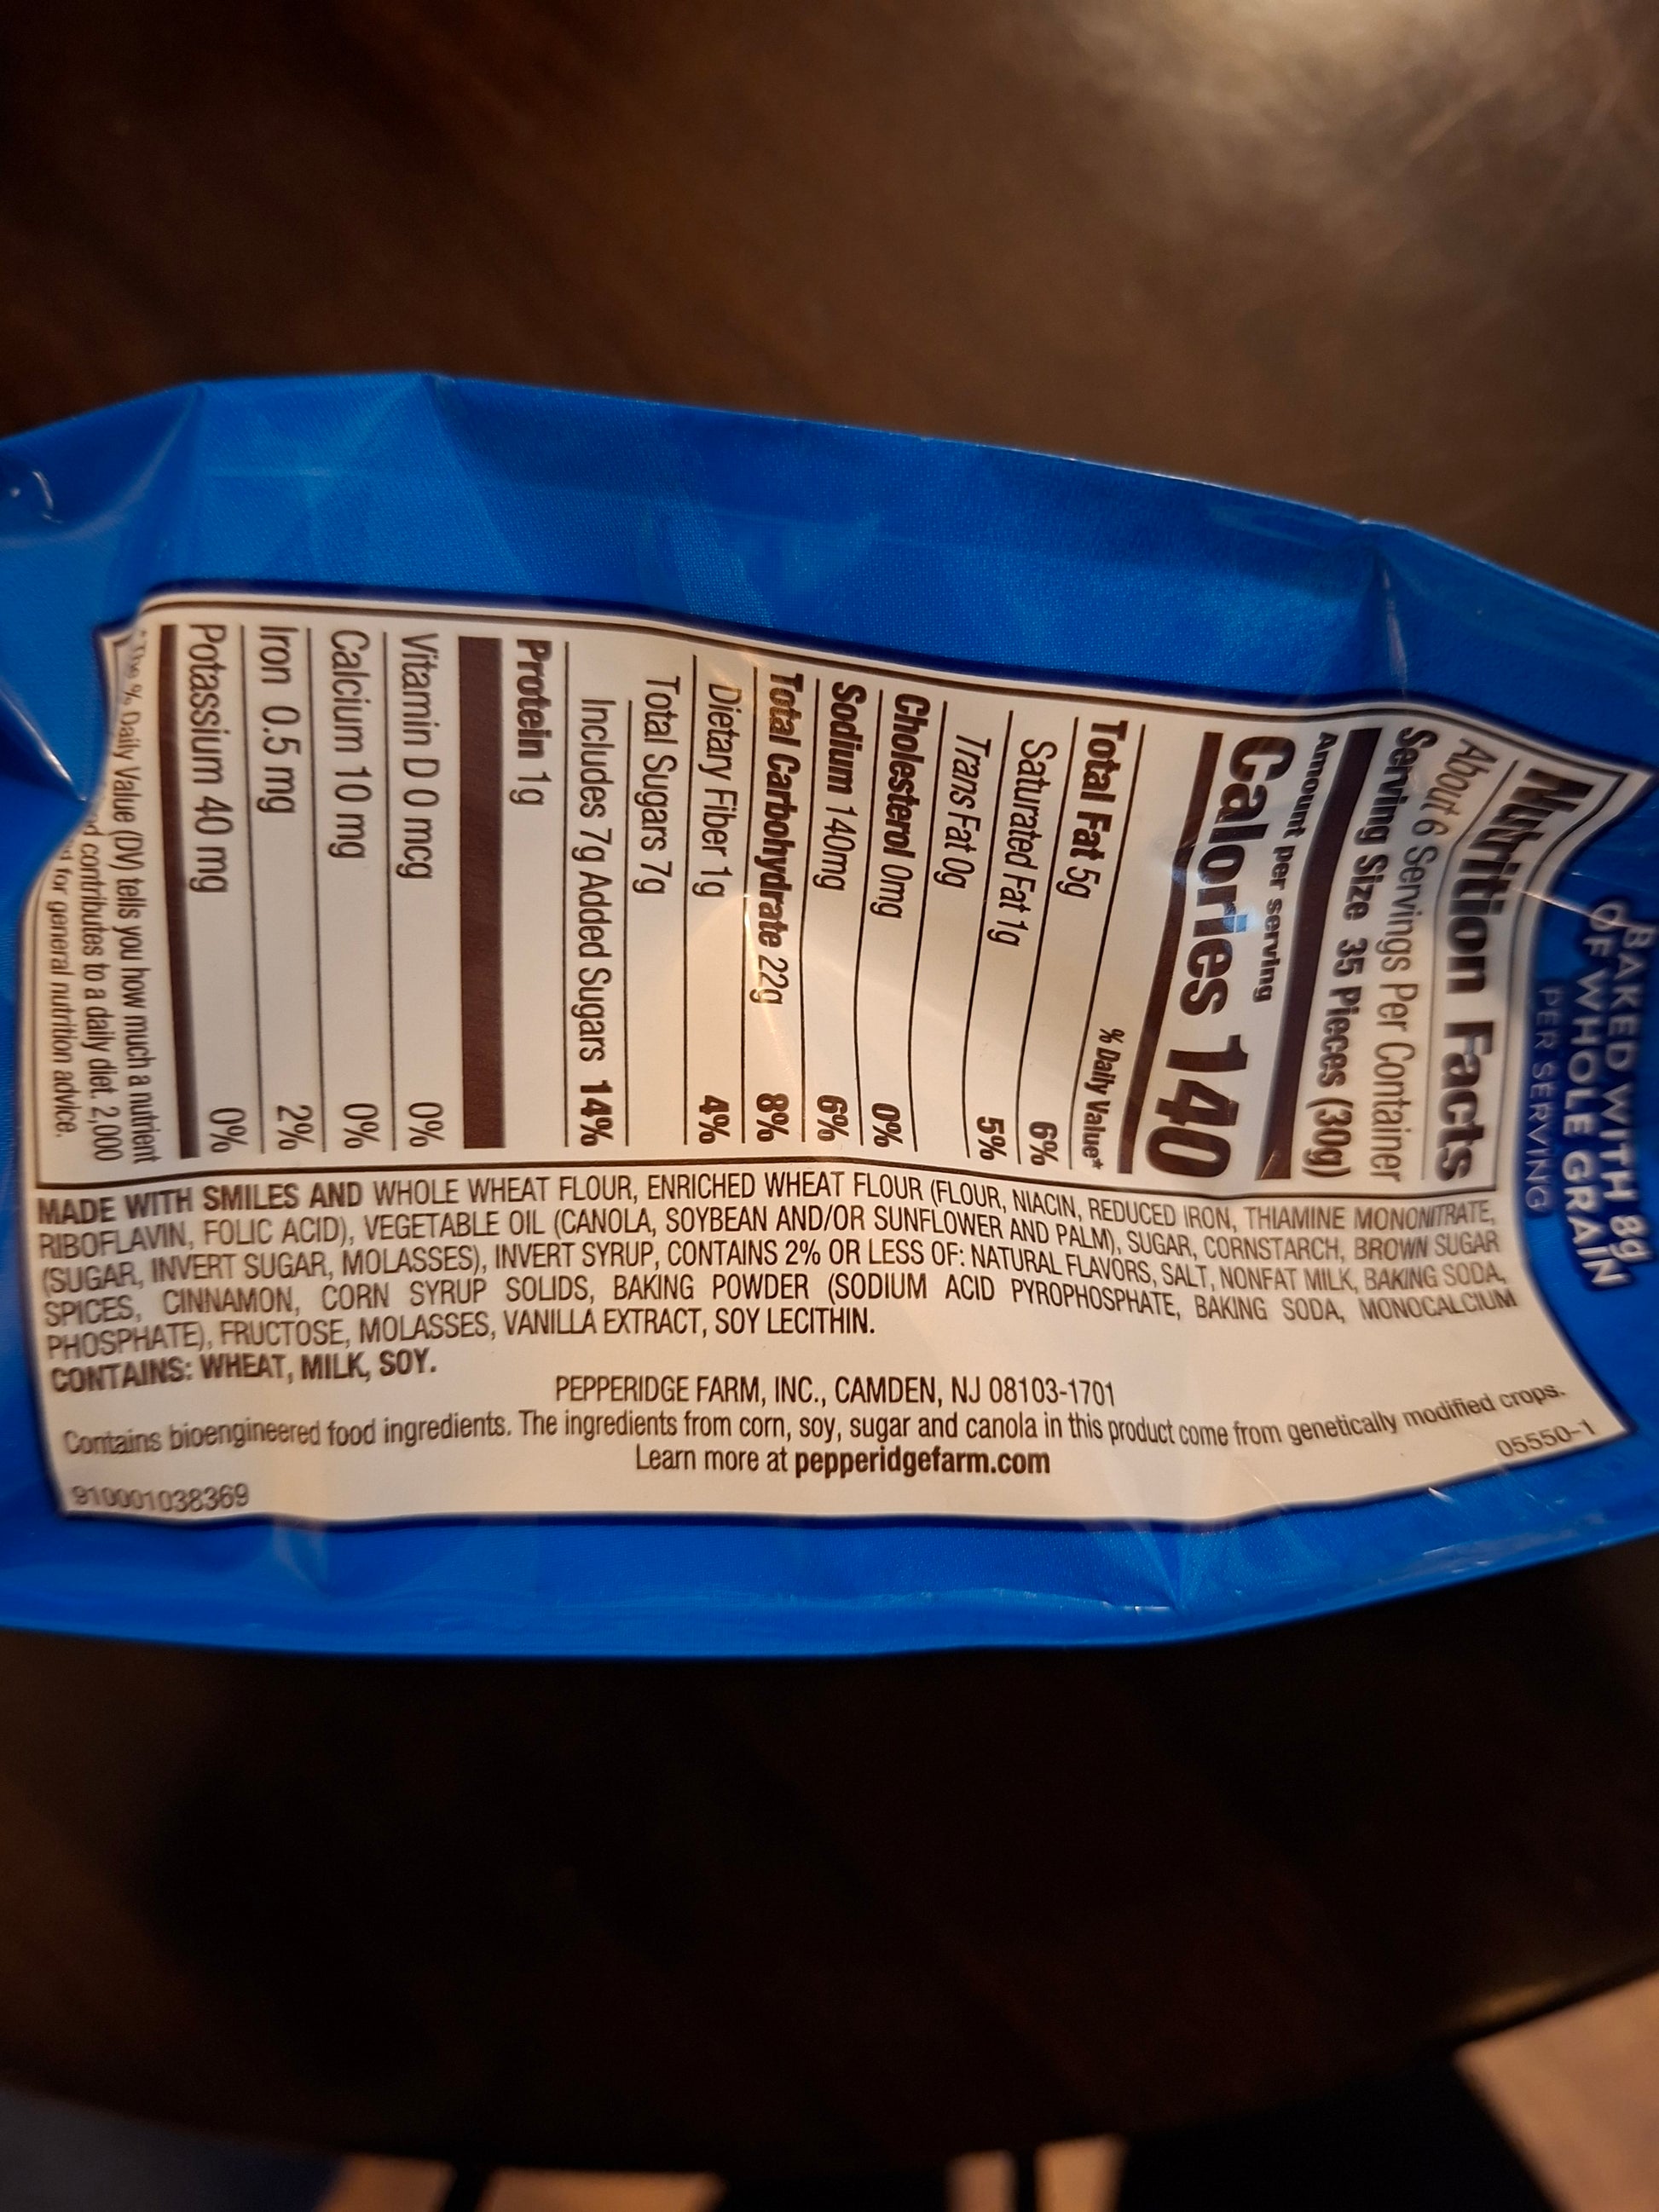 BAKED WITH 8g
OF WHOLE GRAIN
PER SERVING
Nutrition Facts
About 6 Servings Per Container
Serving Size 35 Pieces (30g)
Amount per serving
Calories 140
% Daily Value*
Total Fat 5g 6%
Saturated Fat 1g 5%
Trans Fat 0g
Cholesterol 0mg 0%
Sodium 140mg 6%
Total Carbohydrate 22g 8%
Dietary Fiber 1g 4%
Total Sugars 7g
Includes 7g Added Sugars 14%
Protein 1g
Vitamin D 0 mcg 0%
Calcium 10 mg 0%
Iron 0.5 mg 2%
Potassium 40 mg 0%
* The % Daily Value (DV) tells you how much a nutrient
contributes to a daily diet. 2,000
for general nutrition advice.
MADE WITH SMILES AND WHOLE WHEAT FLOUR, ENRICHED WHEAT FLOUR (FLOUR, NIACIN, REDUCED IRON, THIAMINE MONONITRATE,
RIBOFLAVIN, FOLIC ACID), VEGETABLE OIL (CANOLA, SOYBEAN AND/OR SUNFLOWER AND PALM), SUGAR, CORNSTARCH, BROWN SUGAR
(SUGAR, INVERT SUGAR, MOLASSES), INVERT SYRUP, CONTAINS 2% OR LESS OF: NATURAL FLAVORS, SALT, NONFAT MILK, BAKING SODA,
SPICES, CINNAMON, CORN SYRUP SOLIDS, BAKING POWDER (SODIUM ACID PYROPHOSPHATE, BAKING SODA, MONOCALCIUM
PHOSPHATE), FRUCTOSE, MOLASSES, VANILLA EXTRACT, SOY LECITHIN.
CONTAINS: WHEAT, MILK, SOY.
PEPPERIDGE FARM, INC., CAMDEN, NJ 08103-1701
Contains bioengineered food ingredients. The ingredients from corn, soy, sugar and canola in this product come from genetically modified crops.
Learn more at pepperidgefarm.com
05550-1
910001038369